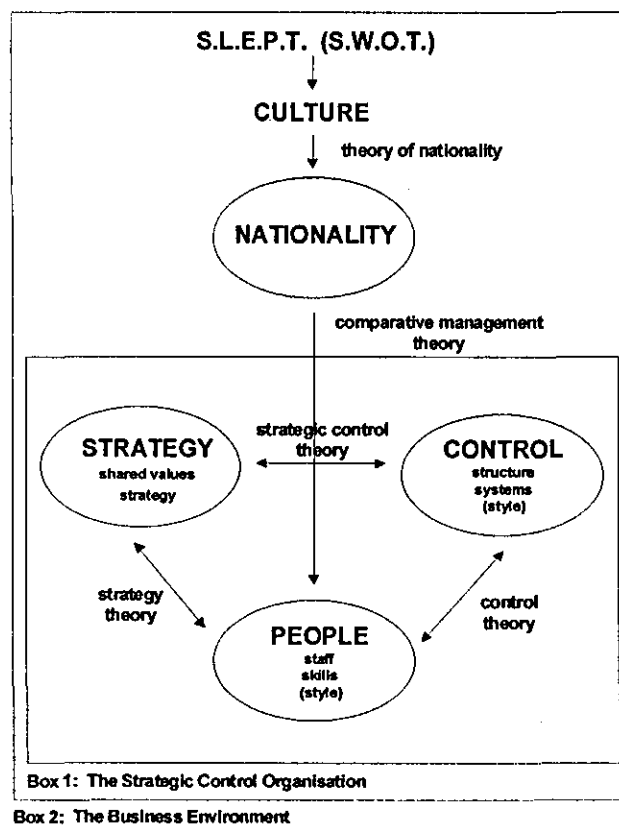 S.L.E.P.T. (S.W.O.T.)
CULTURE
theory of nationality
NATIONALITY
comparative management
theory
STRATEGY
shared values
strategy
strategic control
theory
CONTROL
structure
systems
(style)
strategy
theory
control
theory
PEOPLE
staff
skills
(style)
Box 1: The Strategic Control Organisation
Box 2: The Business Environment